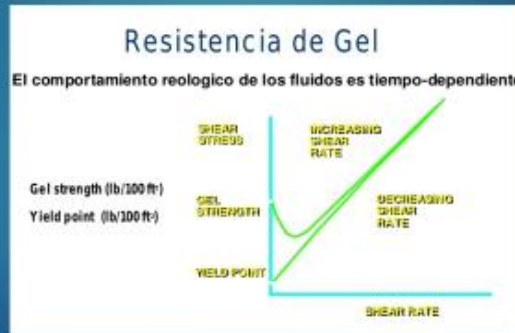 Resistencia de Gel
El comportamiento reologico de los fluidos es tiempo-dependiente
SHEAR
STRESS
INCREASING
SHEAR
RATE
Gel strength (lb/100 ft²)
Yield point (lb/100 ft²)
GEL
STRENGTH
DECREASING
SHEAR
RATE
YIELD POINT
SHEAR RATE